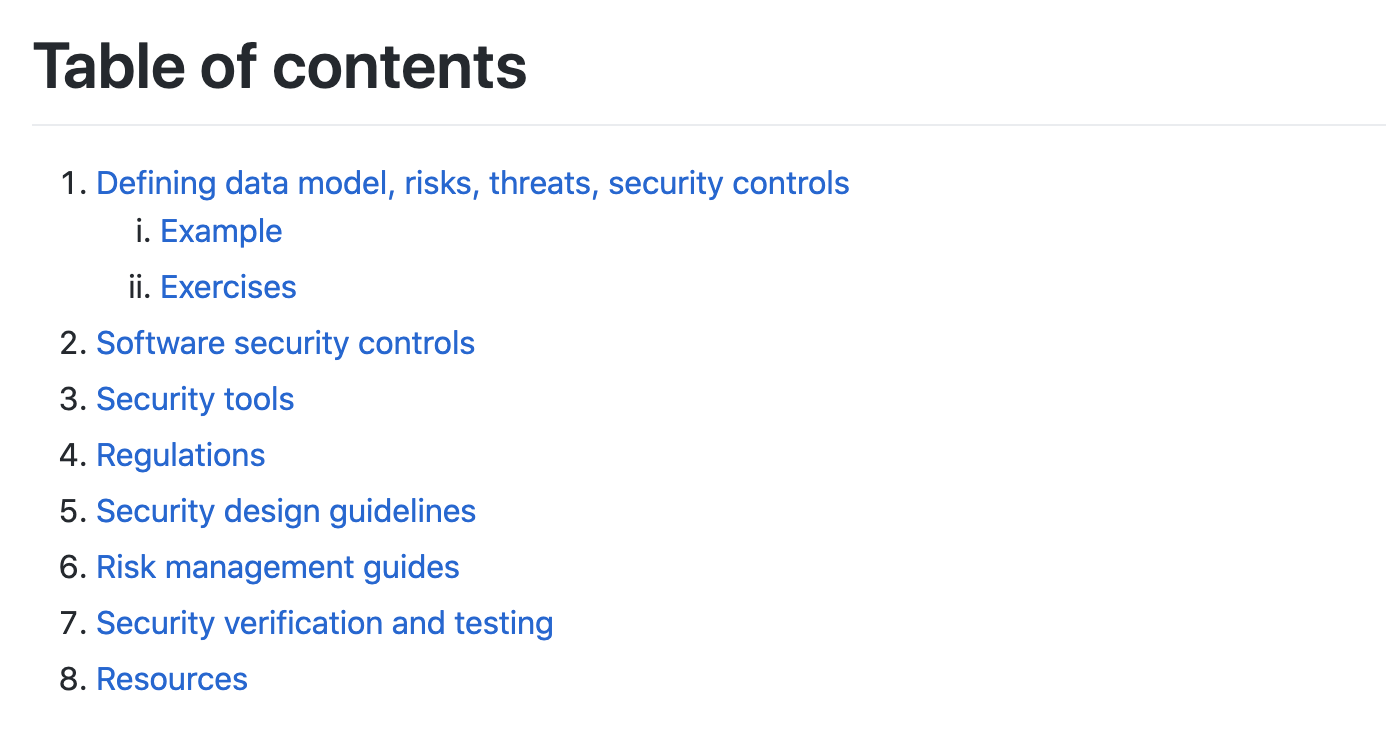 Table of contents
1. Defining data model, risks, threats, security controls
i. Example
ii. Exercises
2. Software security controls
3. Security tools
4. Regulations
5. Security design guidelines
6. Risk management guides
7. Security verification and testing
8. Resources